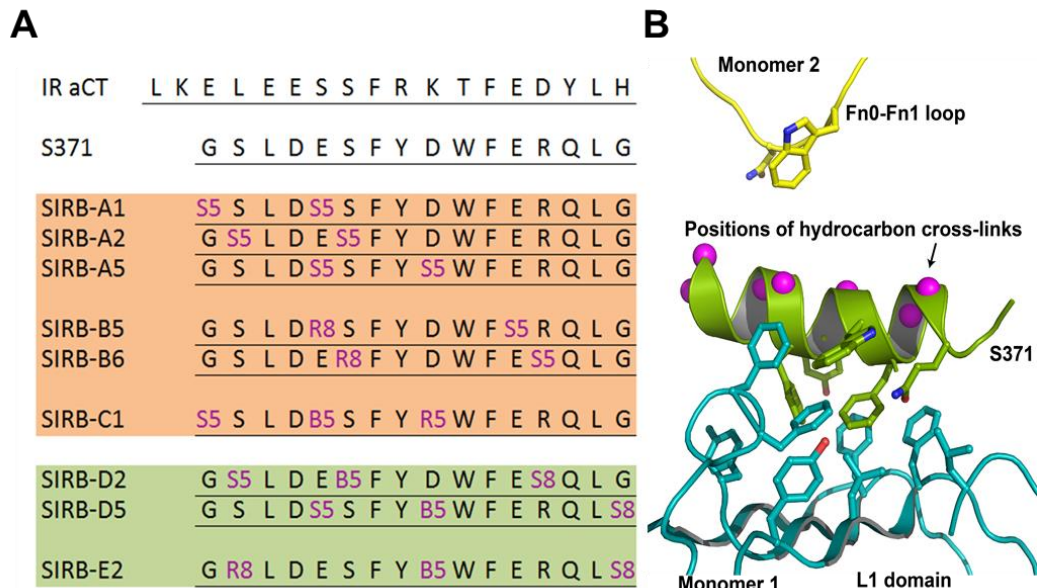 A
IR aCT L K E L E E S S F R K T F E D Y L H
S371 G S L D E S F Y D W F E R Q L G
SIRB-A1 S5 S L D S5 S F Y D W F E R Q L G
SIRB-A2 G S5 L D E S5 F Y D W F E R Q L G
SIRB-A5 G S L D S5 S F Y S5 W F E R Q L G
SIRB-B5 G S L D R8 S F Y D W F S5 R Q L G
SIRB-B6 G S L D E R8 F Y D W F E S5 Q L G
SIRB-C1 S5 S L D B5 S F Y R5 W F E R Q L G
SIRB-D2 G S5 L D E B5 F Y D W F E S8 Q L G
SIRB-D5 G S L D S5 S F Y B5 W F E R Q L S8
SIRB-E2 G R8 L D E S F Y B5 W F E R Q L S8
B
Monomer 2
Fn0-Fn1 loop
Positions of hydrocarbon cross-links
S371
Monomer 1
L1 domain